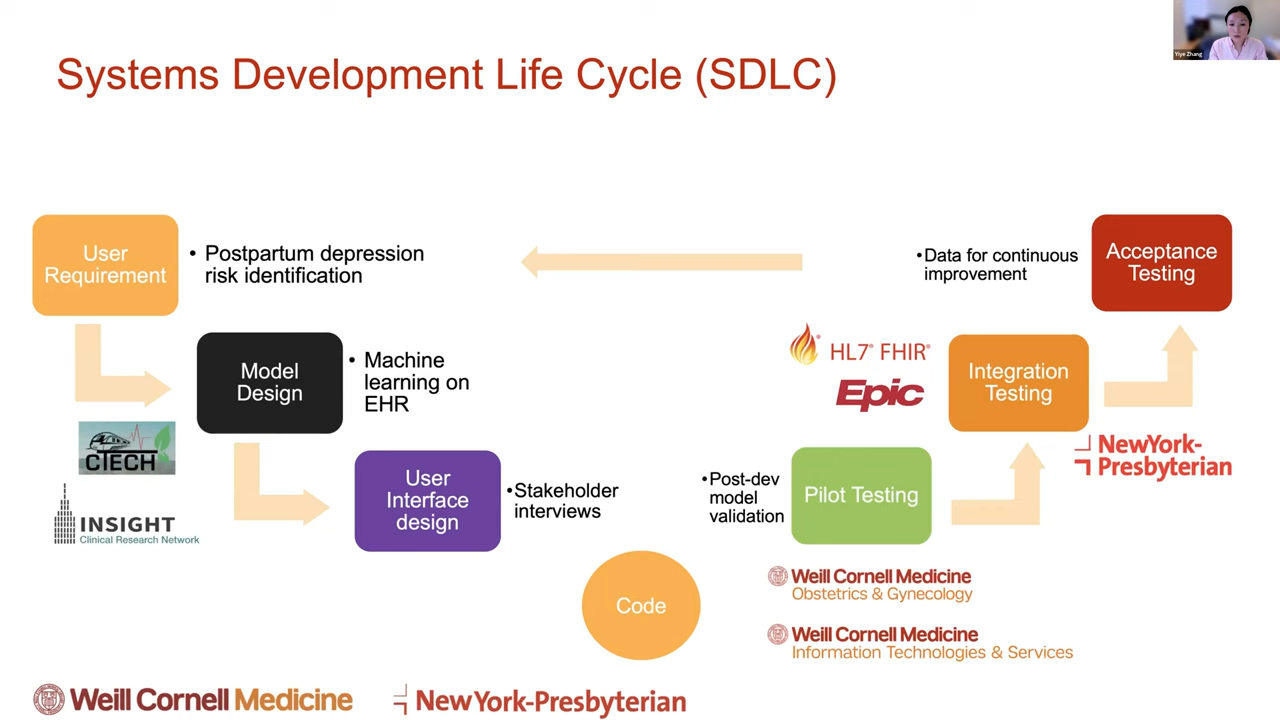 Yiye Zhang
Systems Development Life Cycle (SDLC)
User
Requirement
• Postpartum depression
risk identification
Model
Design
• Machine
learning on
EHR
CTECH
INSIGHT
Clinical Research Network
User
Interface
design
•Stakeholder
interviews
Code
•Post-dev
model
validation
Pilot Testing
Weill Cornell Medicine
Obstetrics & Gynecology
Weill Cornell Medicine
Information Technologies & Services
HL7® FHIR®
Epic
Integration
Testing
NewYork-
Presbyterian
•Data for continuous
improvement
Acceptance
Testing
Weill Cornell Medicine
NewYork-Presbyterian